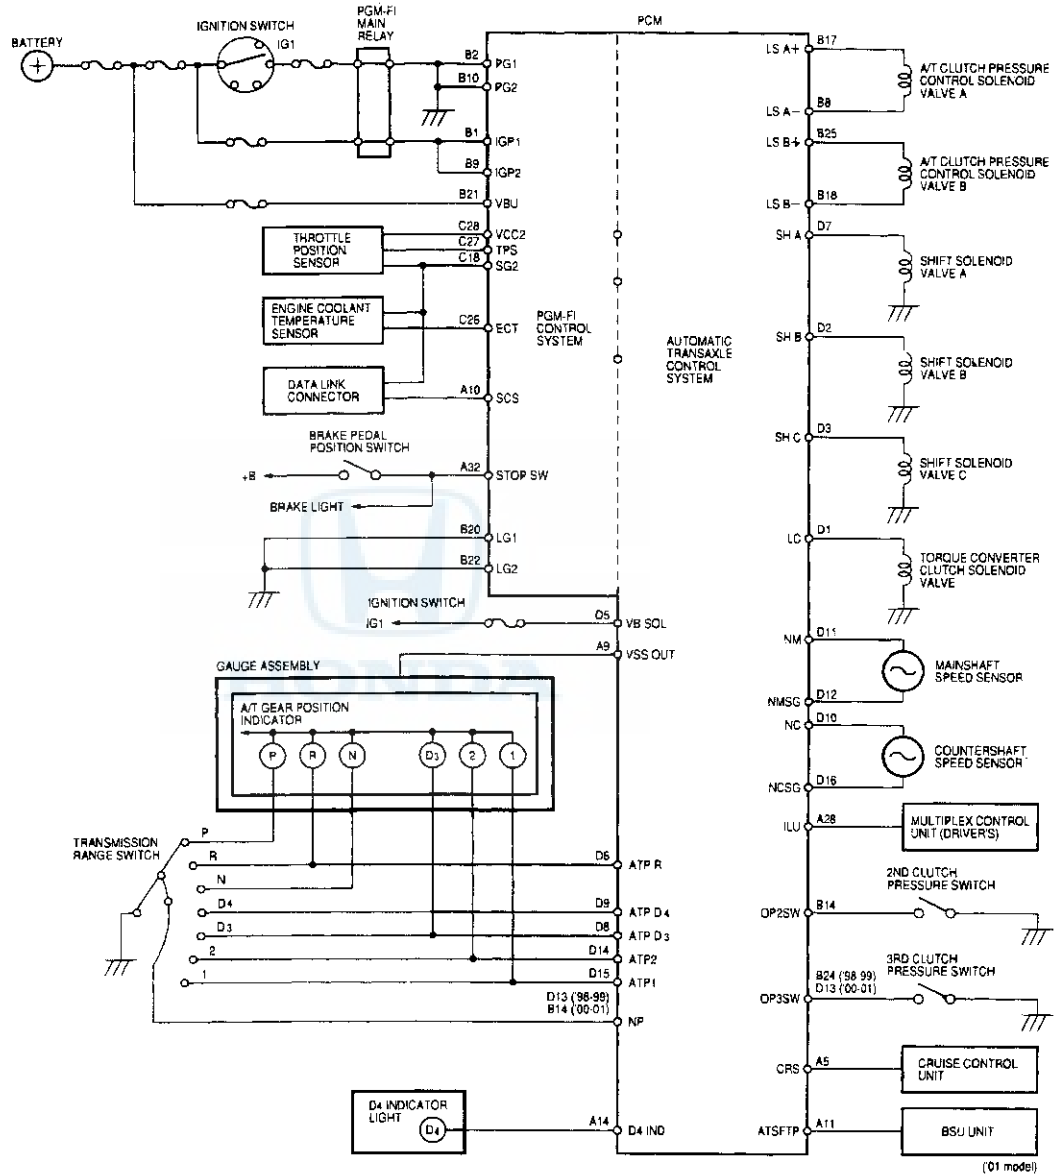 PGM-FI
MAIN
RELAY
IGNITION SWITCH
IG1
BATTERY
PCM
B2
PG1
B10
PG2
B1
IGP1
B9
IGP2
B21
VBU
THROTTLE
POSITION
SENSOR
C28
VCC2
C27
TPS
C18
SG2
ENGINE COOLANT
TEMPERATURE
SENSOR
C26
ECT
DATA LINK
CONNECTOR
A10
SCS
BRAKE PEDAL
POSITION SWITCH
+B
A32
STOP SW
BRAKE LIGHT
B20
LG1
B22
LG2
PGM-FI
CONTROL
SYSTEM
AUTOMATIC
TRANSAXLE
CONTROL
SYSTEM
IGNITION SWITCH
IG1
D5
VB SOL
A9
VSS OUT
HONDA
GAUGE ASSEMBLY
A/T GEAR POSITION
INDICATOR
P
R
N
D3
2
1
TRANSMISSION
RANGE SWITCH
P
R
D6
ATP R
N
D4
D9
ATP D4
D3
D8
ATP D3
2
D14
ATP2
1
D15
ATP1
D13 ('98-99)
B14 ('00-01)
NP
D4 INDICATOR
LIGHT
D4
A14
D4 IND
LS A+
B17
A/T CLUTCH PRESSURE
CONTROL SOLENOID
VALVE A
LS A-
B8
LS B+
B25
A/T CLUTCH PRESSURE
CONTROL SOLENOID
VALVE B
LS B-
B18
SH A
D7
SHIFT SOLENOID
VALVE A
SH B
D2
SHIFT SOLENOID
VALVE B
SH C
D3
SHIFT SOLENOID
VALVE C
LC
D1
TORQUE CONVERTER
CLUTCH SOLENOID
VALVE
NM
D11
MAINSHAFT
SPEED SENSOR
NMSG
D12
NC
D10
COUNTERSHAFT
SPEED SENSOR
NCSG
D16
ILU
A28
MULTIPLEX CONTROL
UNIT (DRIVER'S)
2ND CLUTCH
PRESSURE SWITCH
OP2SW
B14
3RD CLUTCH
PRESSURE SWITCH
B24 ('98 99)
D13 ('00-01)
OP3SW
CRS
A5
CRUISE CONTROL
UNIT
ATSFTP
A11
BSU UNIT
('01 model)